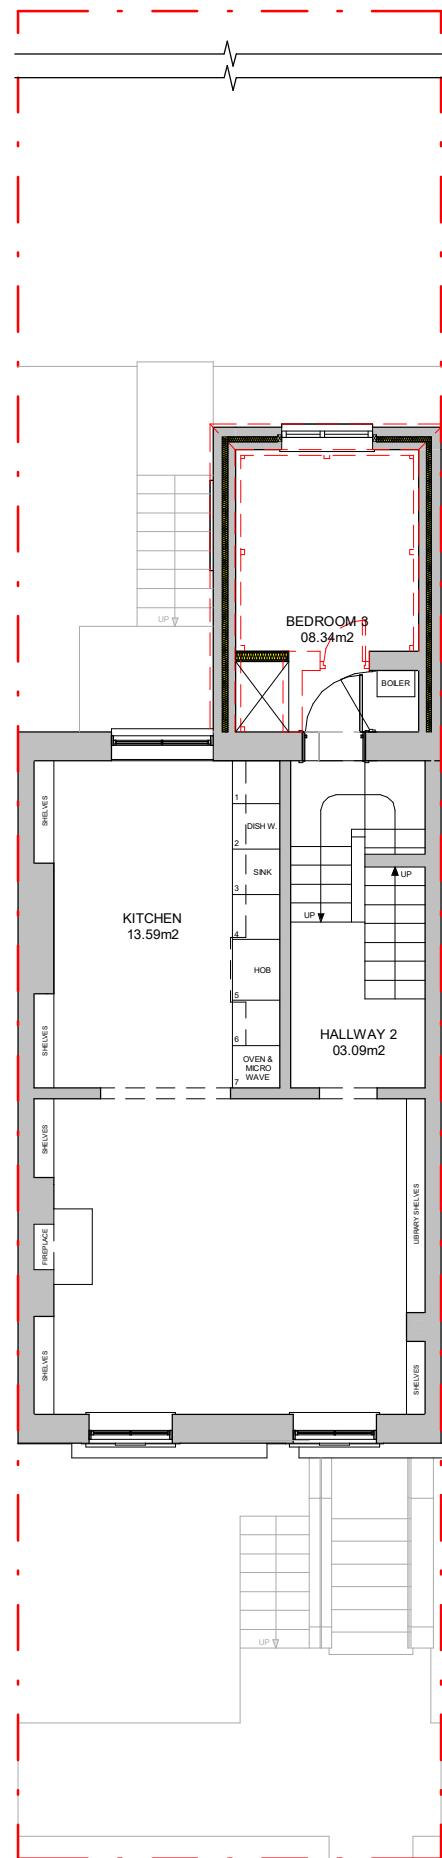 UP
BEDROOM 3
08.34m2
BOILER
SHELVES
1
DISH W.
2
SINK
3
4
HOB
5
6
OVEN &
MICRO
WAVE
7
KITCHEN
13.59m2
UP
UP
HALLWAY 2
03.09m2
SHELVES
SHELVES
FIREPLACE
SHELVES
LIBRARY SHELVES
SHELVES
UP